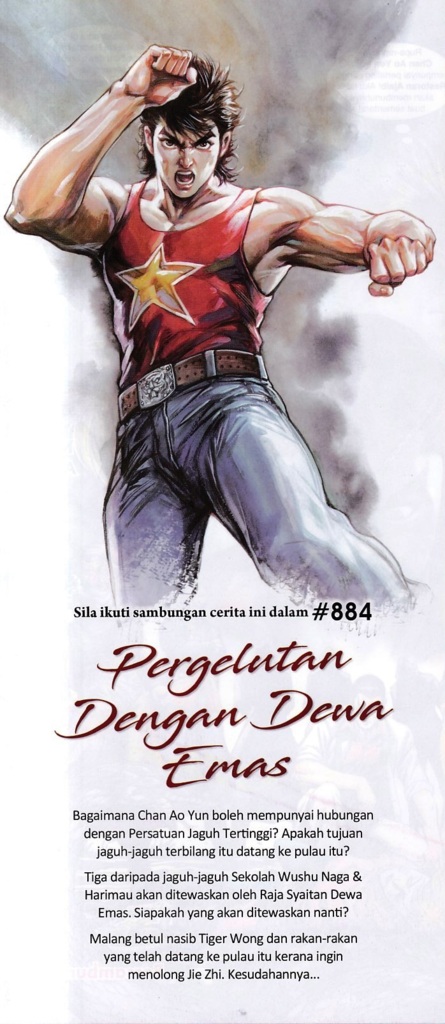 Sila ikuti sambungan cerita ini dalam #884
Pergelutan
Dengan Dewa
Emas
Bagaimana Chan Ao Yun boleh mempunyai hubungan
dengan Persatuan Jaguh Tertinggi? Apakah tujuan
jaguh-jaguh terbilang itu datang ke pulau itu?
Tiga daripada jaguh-jaguh Sekolah Wushu Naga &
Harimau akan ditewaskan oleh Raja Syaitan Dewa
Emas. Siapakah yang akan ditewaskan nanti?
Malang betul nasib Tiger Wong dan rakan-rakan
yang telah datang ke pulau itu kerana ingin
menolong Jie Zhi. Kesudahannya...